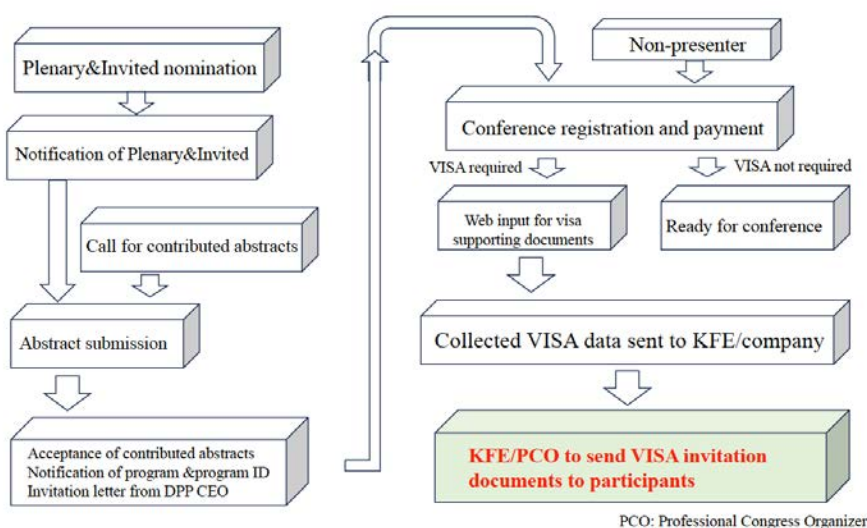 Plenary&Invited nomination
Notification of Plenary&Invited
Call for contributed abstracts
Abstract submission
Acceptance of contributed abstracts
Notification of program &program ID
Invitation letter from DPP CEO
Non-presenter
Conference registration and payment
VISA required
VISA not required
Web input for visa
supporting documents
Ready for conference
Collected VISA data sent to KFE/company
KFE/PCO to send VISA invitation
documents to participants
PCO: Professional Congress Organizer